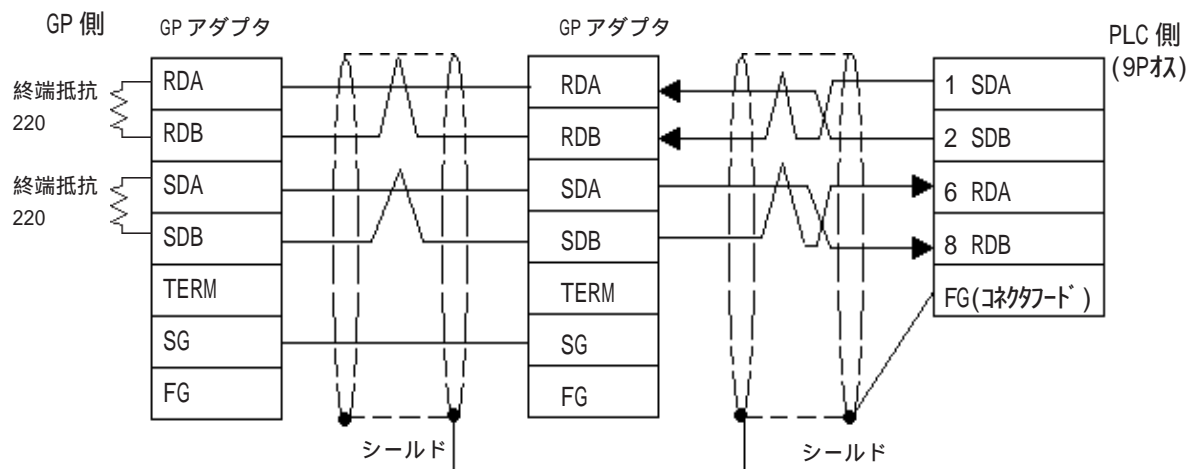 GP 側
GP アダプタ
終端抵抗
220
終端抵抗
220
RDA
RDB
SDA
SDB
TERM
SG
FG
シールド
GP アダプタ
RDA
RDB
SDA
SDB
TERM
SG
FG
シールド
PLC 側
(9Pｵｽ)
1 SDA
2 SDB
6 RDA
8 RDB
FG(ｺﾈｸﾀﾌｰﾄﾞ)